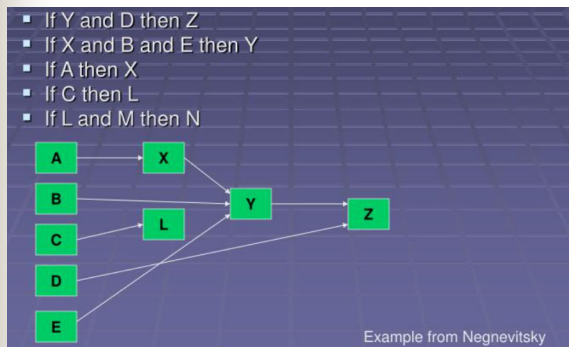 If Y and D then Z
If X and B and E then Y
If A then X
If C then L
If L and M then N
A
X
B
Y
Z
L
C
D
E
Example from Negnevitsky